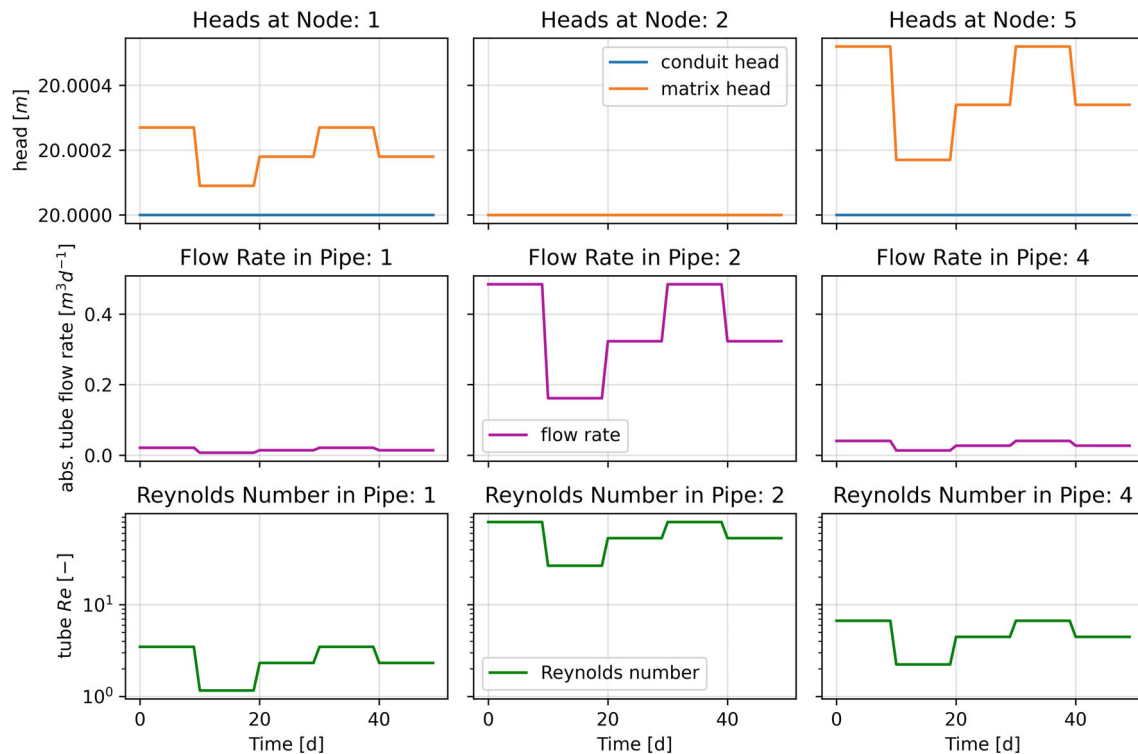 Heads at Node: 1
Heads at Node: 2
Heads at Node: 5
head [m]
20.0004
20.0002
20.0000
conduit head
matrix head
Flow Rate in Pipe: 1
Flow Rate in Pipe: 2
Flow Rate in Pipe: 4
abs. tube flow rate [m³d⁻¹]
0.4
0.2
0.0
flow rate
Reynolds Number in Pipe: 1
Reynolds Number in Pipe: 2
Reynolds Number in Pipe: 4
tube Re [−]
10¹
10⁰
Reynolds number
0 20 40
0 20 40
0 20 40
Time [d]
Time [d]
Time [d]